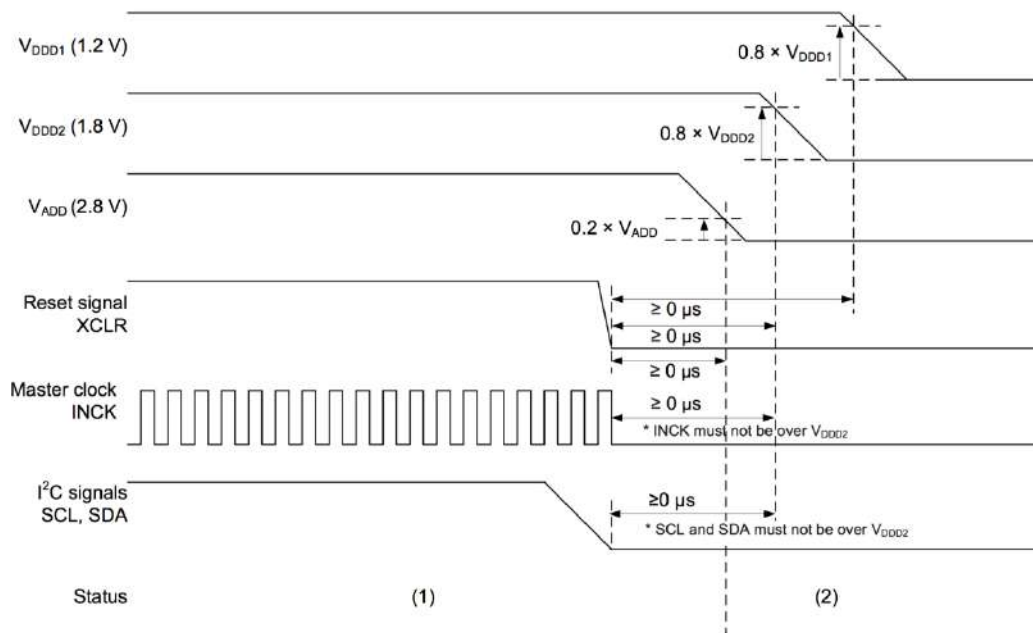 V_DDD1 (1.2 V)
0.8 × V_DDD1
V_DDD2 (1.8 V)
0.8 × V_DDD2
V_ADD (2.8 V)
0.2 × V_ADD
Reset signal
XCLR
≥ 0 µs
≥ 0 µs
≥ 0 µs
Master clock
INCK
≥ 0 µs
* INCK must not be over V_DDD2
I²C signals
SCL, SDA
≥0 µs
* SCL and SDA must not be over V_DDD2
Status
(1)
(2)